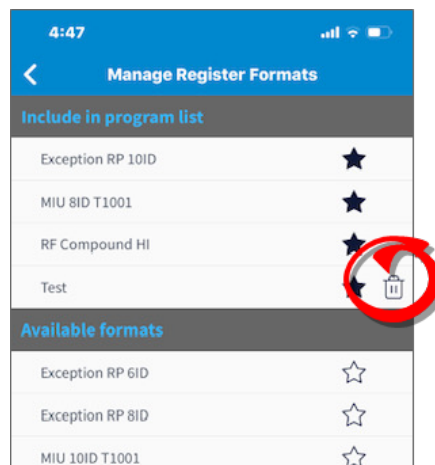 4:47
Manage Register Formats
Include in program list
Exception RP 10ID
MIU 8ID T1001
RF Compound HI
Test
Available formats
Exception RP 6ID
Exception RP 8ID
MIU 10ID T1001